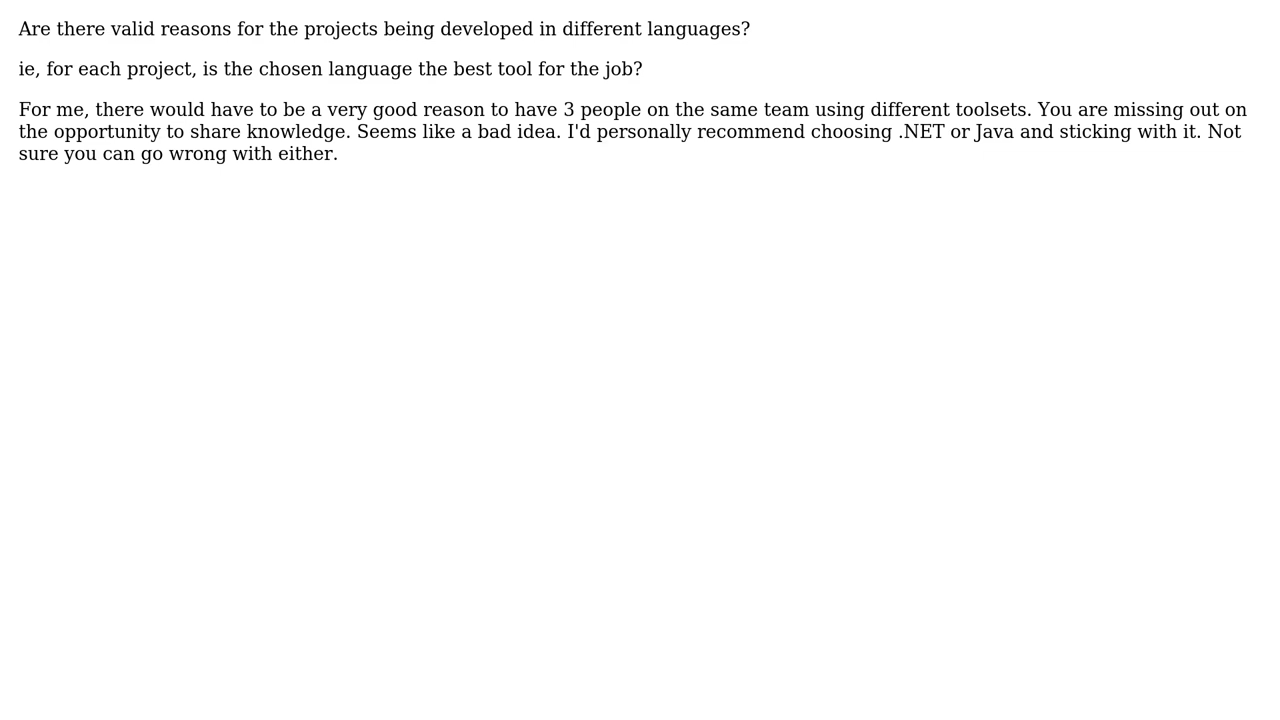 Are there valid reasons for the projects being developed in different languages?
ie, for each project, is the chosen language the best tool for the job?
For me, there would have to be a very good reason to have 3 people on the same team using different toolsets. You are missing out on
the opportunity to share knowledge. Seems like a bad idea. I'd personally recommend choosing .NET or Java and sticking with it. Not
sure you can go wrong with either.